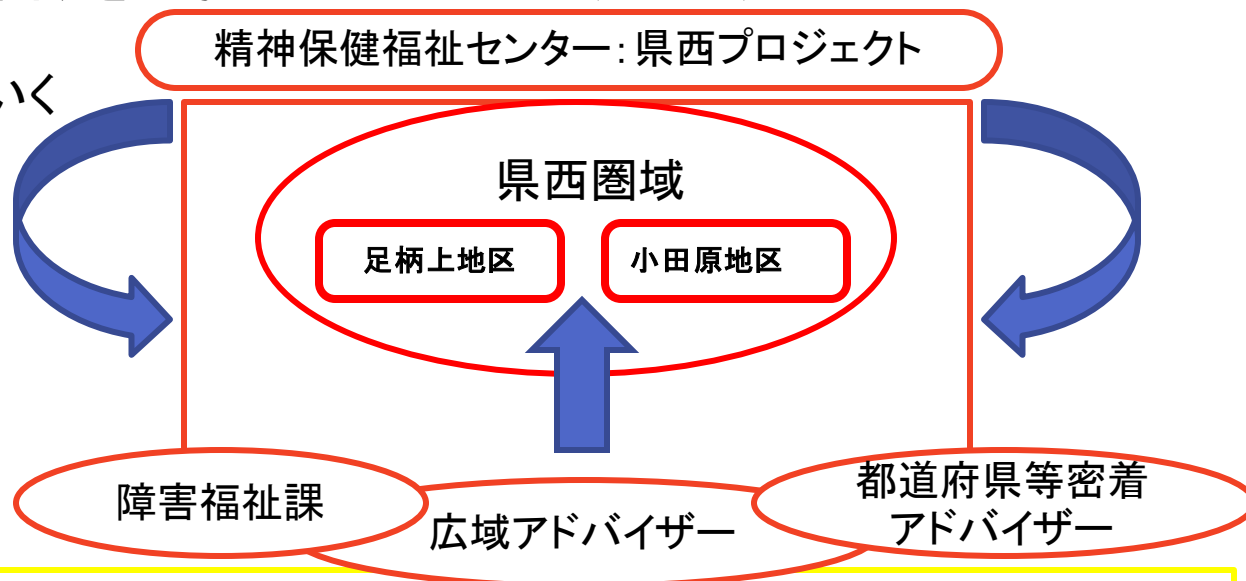 精神保健福祉センター：県西プロジェクト
いく
県西圏域
足柄上地区
小田原地区
障害福祉課
広域アドバイザー
都道府県等密着
アドバイザー